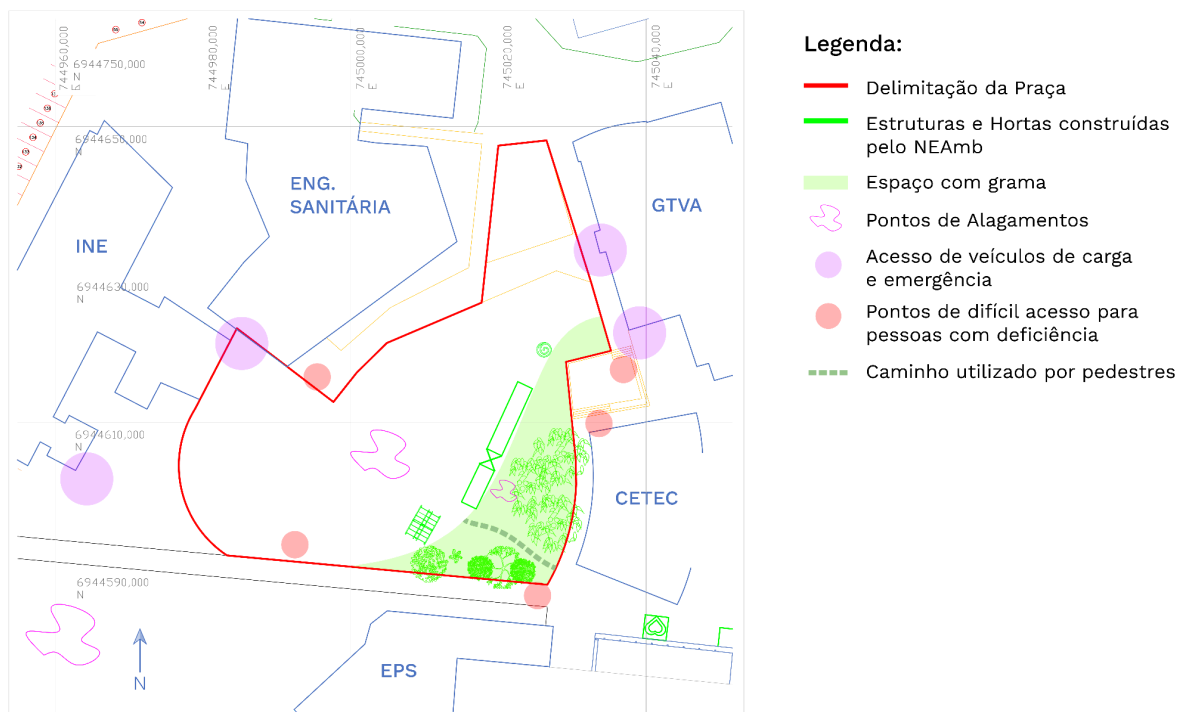 744960,000
E
744980,000
E
745000,000
E
745020,000
E
745040,000
E
6944750,000
N
6944650,000
N
6944630,000
N
6944610,000
N
6944590,000
N
ENG.
SANITÁRIA
GTVA
INE
CETEC
EPS
N
Legenda:
Delimitação da Praça
Estruturas e Hortas construídas
pelo NEAmb
Espaço com grama
Pontos de Alagamentos
Acesso de veículos de carga
e emergência
Pontos de difícil acesso para
pessoas com deficiência
Caminho utilizado por pedestres